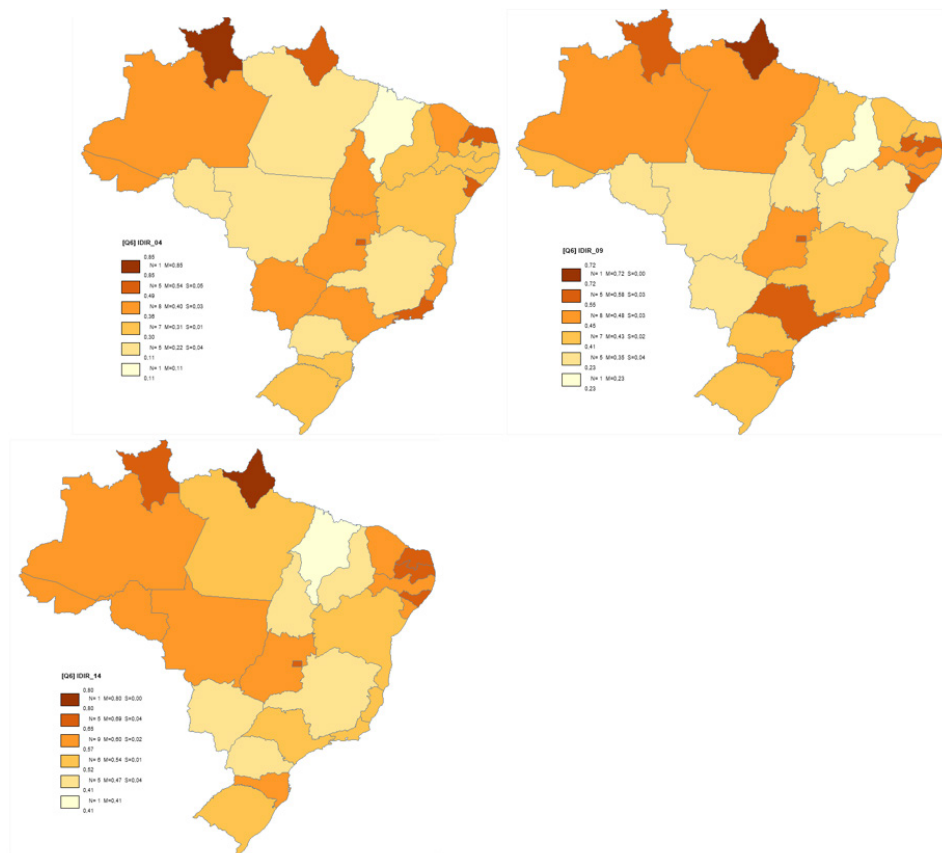 [Q6] IDIR_04
0,85
N= 1 M=0,85
0,85
N= 5 M=0,54 S=0,05
0,49
N= 8 M=0,40 S=0,03
0,36
N= 7 M=0,31 S=0,01
0,30
N= 5 M=0,22 S=0,04
0,11
N= 1 M=0,11
0,11
[Q6] IDIR_09
0,72
N= 1 M=0,72 S=0,00
0,72
N= 5 M=0,58 S=0,03
0,55
N= 8 M=0,48 S=0,03
0,45
N= 7 M=0,43 S=0,02
0,41
N= 5 M=0,35 S=0,04
0,23
N= 1 M=0,23
0,23
[Q6] IDIR_14
0,80
N= 1 M=0,80 S=0,00
0,80
N= 5 M=0,69 S=0,04
0,65
N= 9 M=0,60 S=0,02
0,57
N= 6 M=0,54 S=0,01
0,52
N= 5 M=0,47 S=0,04
0,41
N= 1 M=0,41
0,41